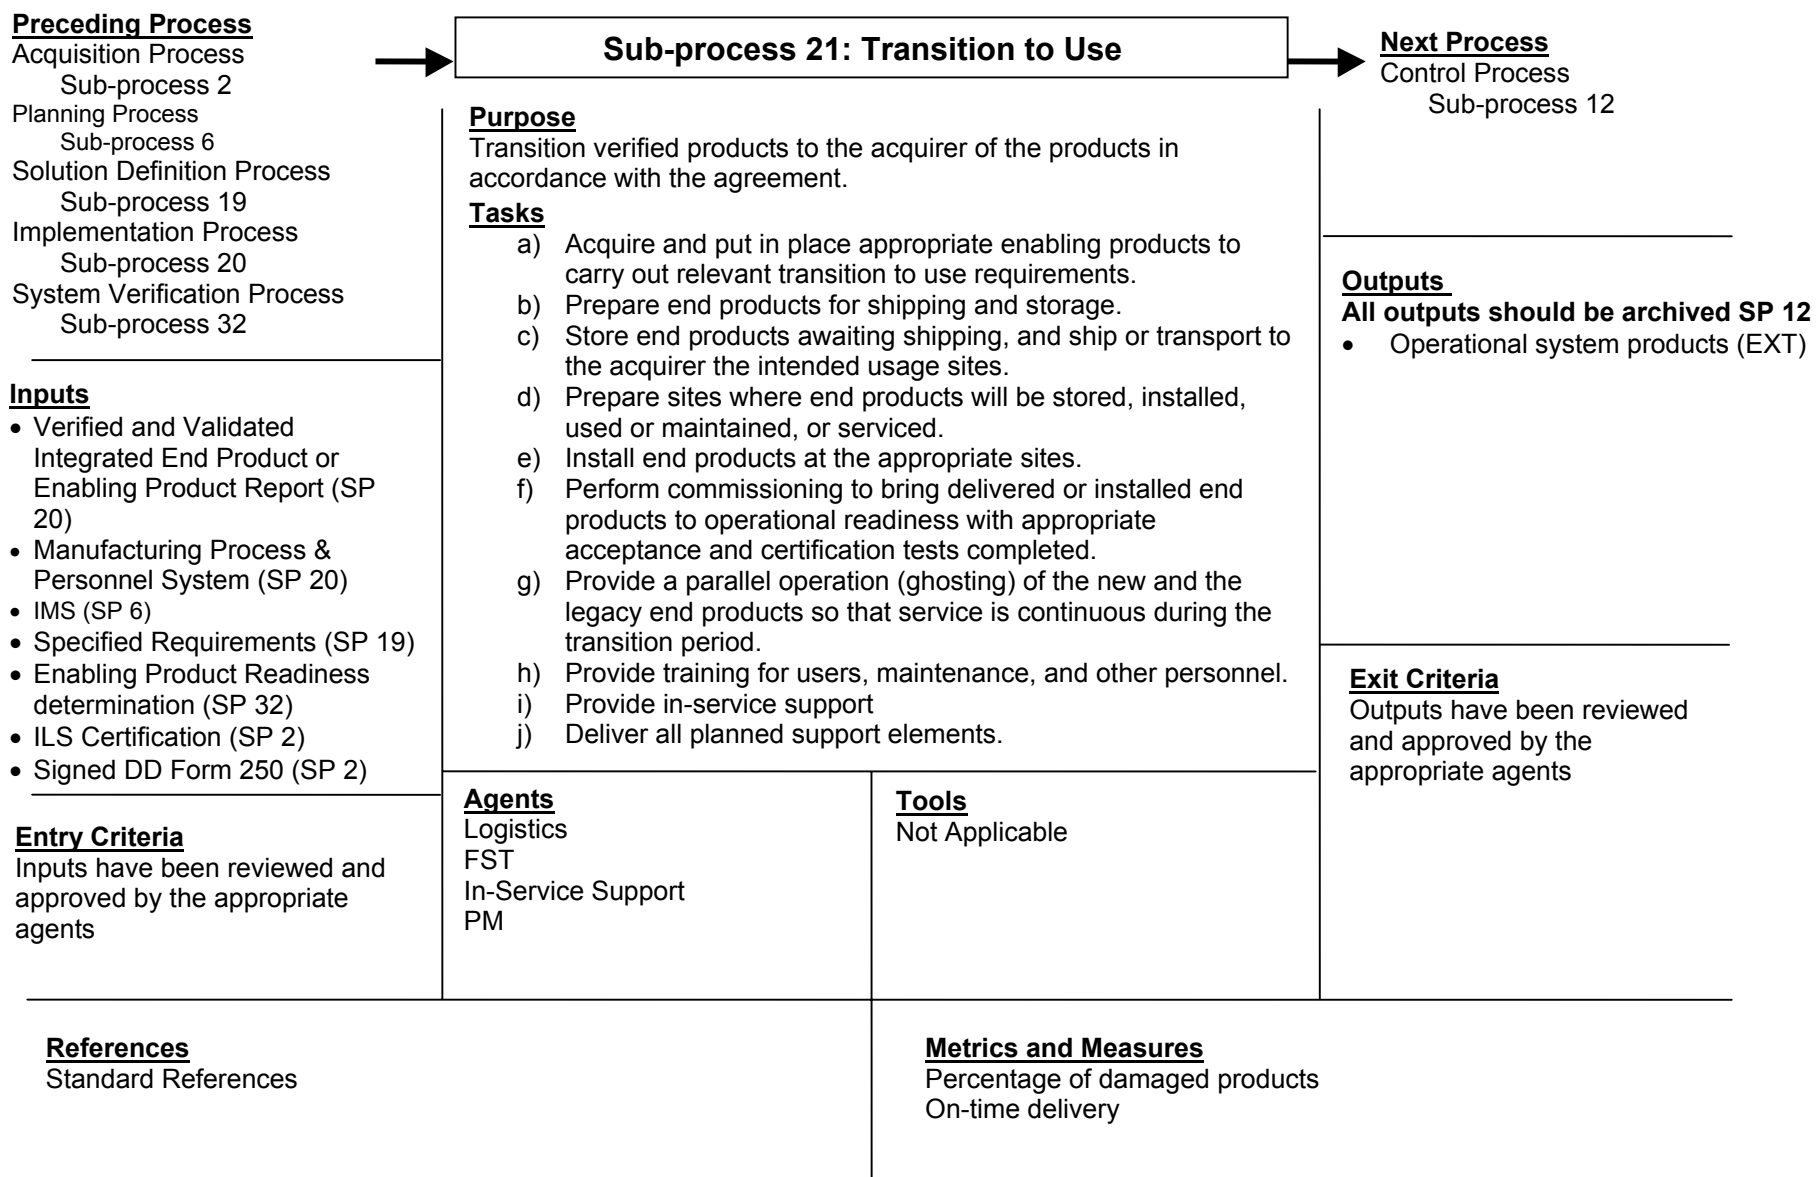 Preceding Process
Acquisition Process
Sub-process 2
Planning Process
Sub-process 6
Solution Definition Process
Sub-process 19
Implementation Process
Sub-process 20
System Verification Process
Sub-process 32
Inputs
• Verified and Validated
Integrated End Product or
Enabling Product Report (SP
20)
• Manufacturing Process &
Personnel System (SP 20)
• IMS (SP 6)
• Specified Requirements (SP 19)
• Enabling Product Readiness
determination (SP 32)
• ILS Certification (SP 2)
• Signed DD Form 250 (SP 2)
Entry Criteria
Inputs have been reviewed and
approved by the appropriate
agents
Sub-process 21: Transition to Use
Purpose
Transition verified products to the acquirer of the products in
accordance with the agreement.
Tasks
a) Acquire and put in place appropriate enabling products to
carry out relevant transition to use requirements.
b) Prepare end products for shipping and storage.
c) Store end products awaiting shipping, and ship or transport to
the acquirer the intended usage sites.
d) Prepare sites where end products will be stored, installed,
used or maintained, or serviced.
e) Install end products at the appropriate sites.
f) Perform commissioning to bring delivered or installed end
products to operational readiness with appropriate
acceptance and certification tests completed.
g) Provide a parallel operation (ghosting) of the new and the
legacy end products so that service is continuous during the
transition period.
h) Provide training for users, maintenance, and other personnel.
i) Provide in-service support
j) Deliver all planned support elements.
Agents
Logistics
FST
In-Service Support
PM
Tools
Not Applicable
Next Process
Control Process
Sub-process 12
Outputs
All outputs should be archived SP 12
• Operational system products (EXT)
Exit Criteria
Outputs have been reviewed
and approved by the
appropriate agents
References
Standard References
Metrics and Measures
Percentage of damaged products
On-time delivery